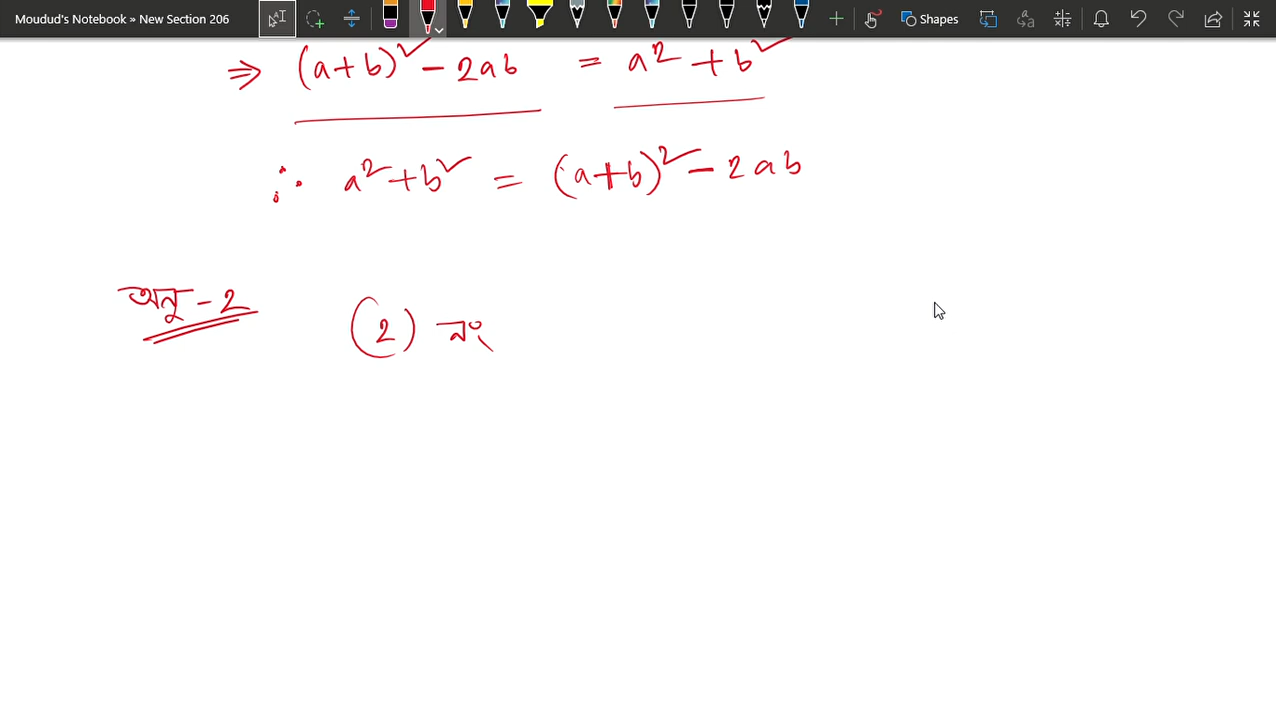 Moudud's Notebook » New Section 206
Shapes
⇒ (a+b)² - 2ab = a² + b²
∴ a² + b² = (a+b)² - 2ab
অনু - 2
(2) নং